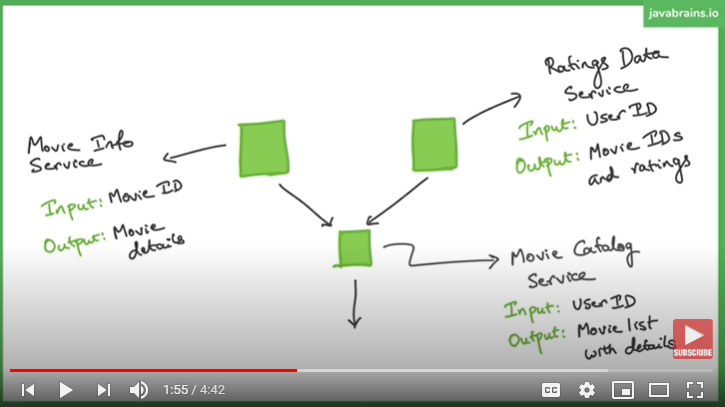 javabrains.io
Ratings Data
Service
Input: User ID
Output: Movie IDs
and ratings
Movie Info
Service
Input: Movie ID
Output: Movie
details
Movie Catalog
Service
Input: User ID
Output: Movie list
with details
SUBSCRIBE
1:55 / 4:42
CC